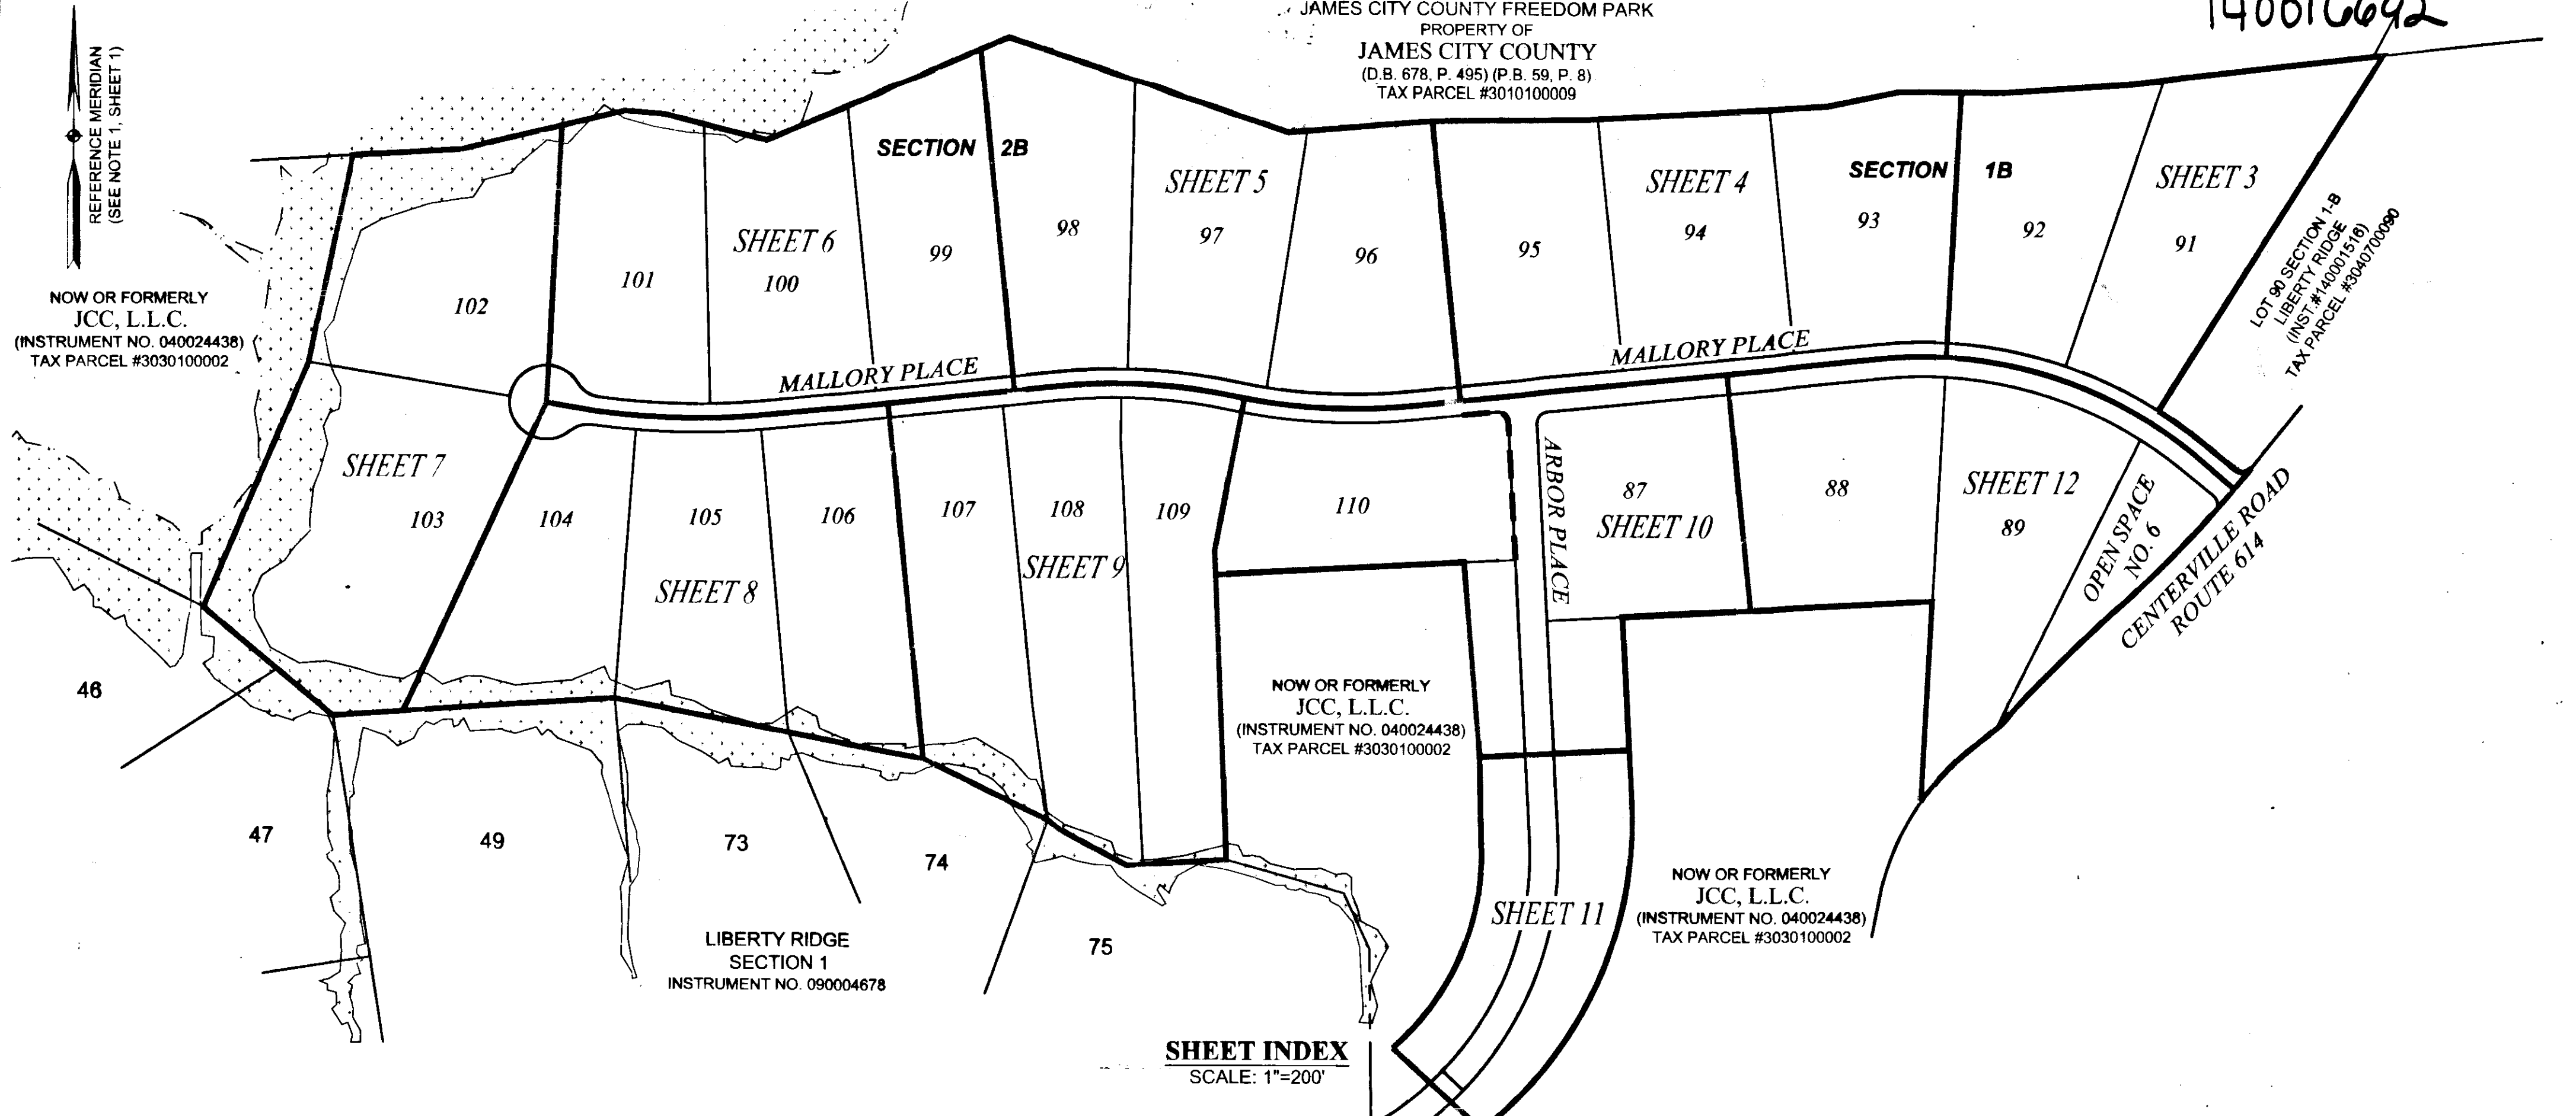 JAMES CITY COUNTY FREEDOM PARK
PROPERTY OF
JAMES CITY COUNTY
(D.B. 678, P. 495) (P.B. 59, P. 8)
TAX PARCEL #3010100009
140016692
REFERENCE MERIDIAN
(SEE NOTE 1, SHEET 1)
NOW OR FORMERLY
JCC, L.L.C.
(INSTRUMENT NO. 040024438)
TAX PARCEL #3030100002
SECTION 2B
SECTION 1B
SHEET 6
SHEET 5
SHEET 4
SHEET 3
102
101
100
99
98
97
96
95
94
93
92
91
LOT 90 SECTION 1-B
LIBERTY RIDGE
(INST.#140001516)
TAX PARCEL #3040700090
MALLORY PLACE
MALLORY PLACE
SHEET 7
103
104
105
SHEET 8
106
107
108
SHEET 9
109
110
ARBOR PLACE
87
SHEET 10
88
SHEET 12
89
OPEN SPACE
NO. 6
CENTERVILLE ROAD
ROUTE 614
46
47
49
73
74
75
NOW OR FORMERLY
JCC, L.L.C.
(INSTRUMENT NO. 040024438)
TAX PARCEL #3030100002
SHEET 11
NOW OR FORMERLY
JCC, L.L.C.
(INSTRUMENT NO. 040024438)
TAX PARCEL #3030100002
LIBERTY RIDGE
SECTION 1
INSTRUMENT NO. 090004678
SHEET INDEX
SCALE: 1"=200'